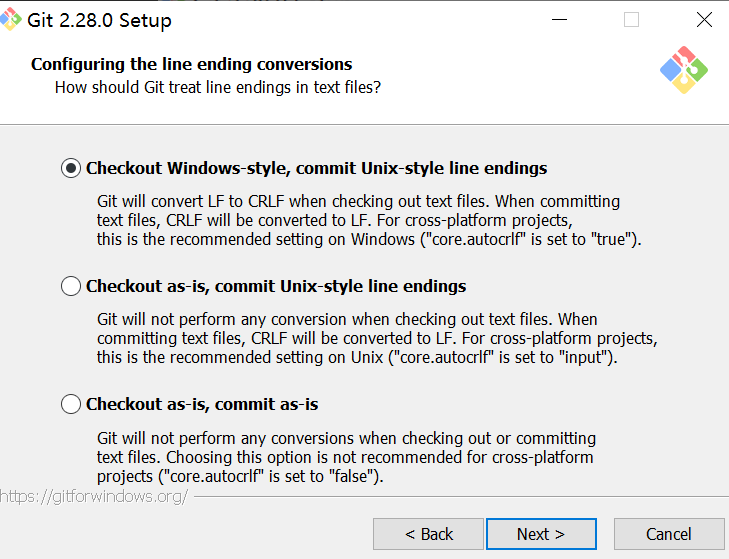 Git 2.28.0 Setup
Configuring the line ending conversions
How should Git treat line endings in text files?
Checkout Windows-style, commit Unix-style line endings
Git will convert LF to CRLF when checking out text files. When committing
text files, CRLF will be converted to LF. For cross-platform projects,
this is the recommended setting on Windows ("core.autocrlf" is set to "true").
Checkout as-is, commit Unix-style line endings
Git will not perform any conversion when checking out text files. When
committing text files, CRLF will be converted to LF. For cross-platform projects,
this is the recommended setting on Unix ("core.autocrlf" is set to "input").
Checkout as-is, commit as-is
Git will not perform any conversions when checking out or committing
text files. Choosing this option is not recommended for cross-platform
projects ("core.autocrlf" is set to "false").
https://gitforwindows.org/
< Back
Next >
Cancel